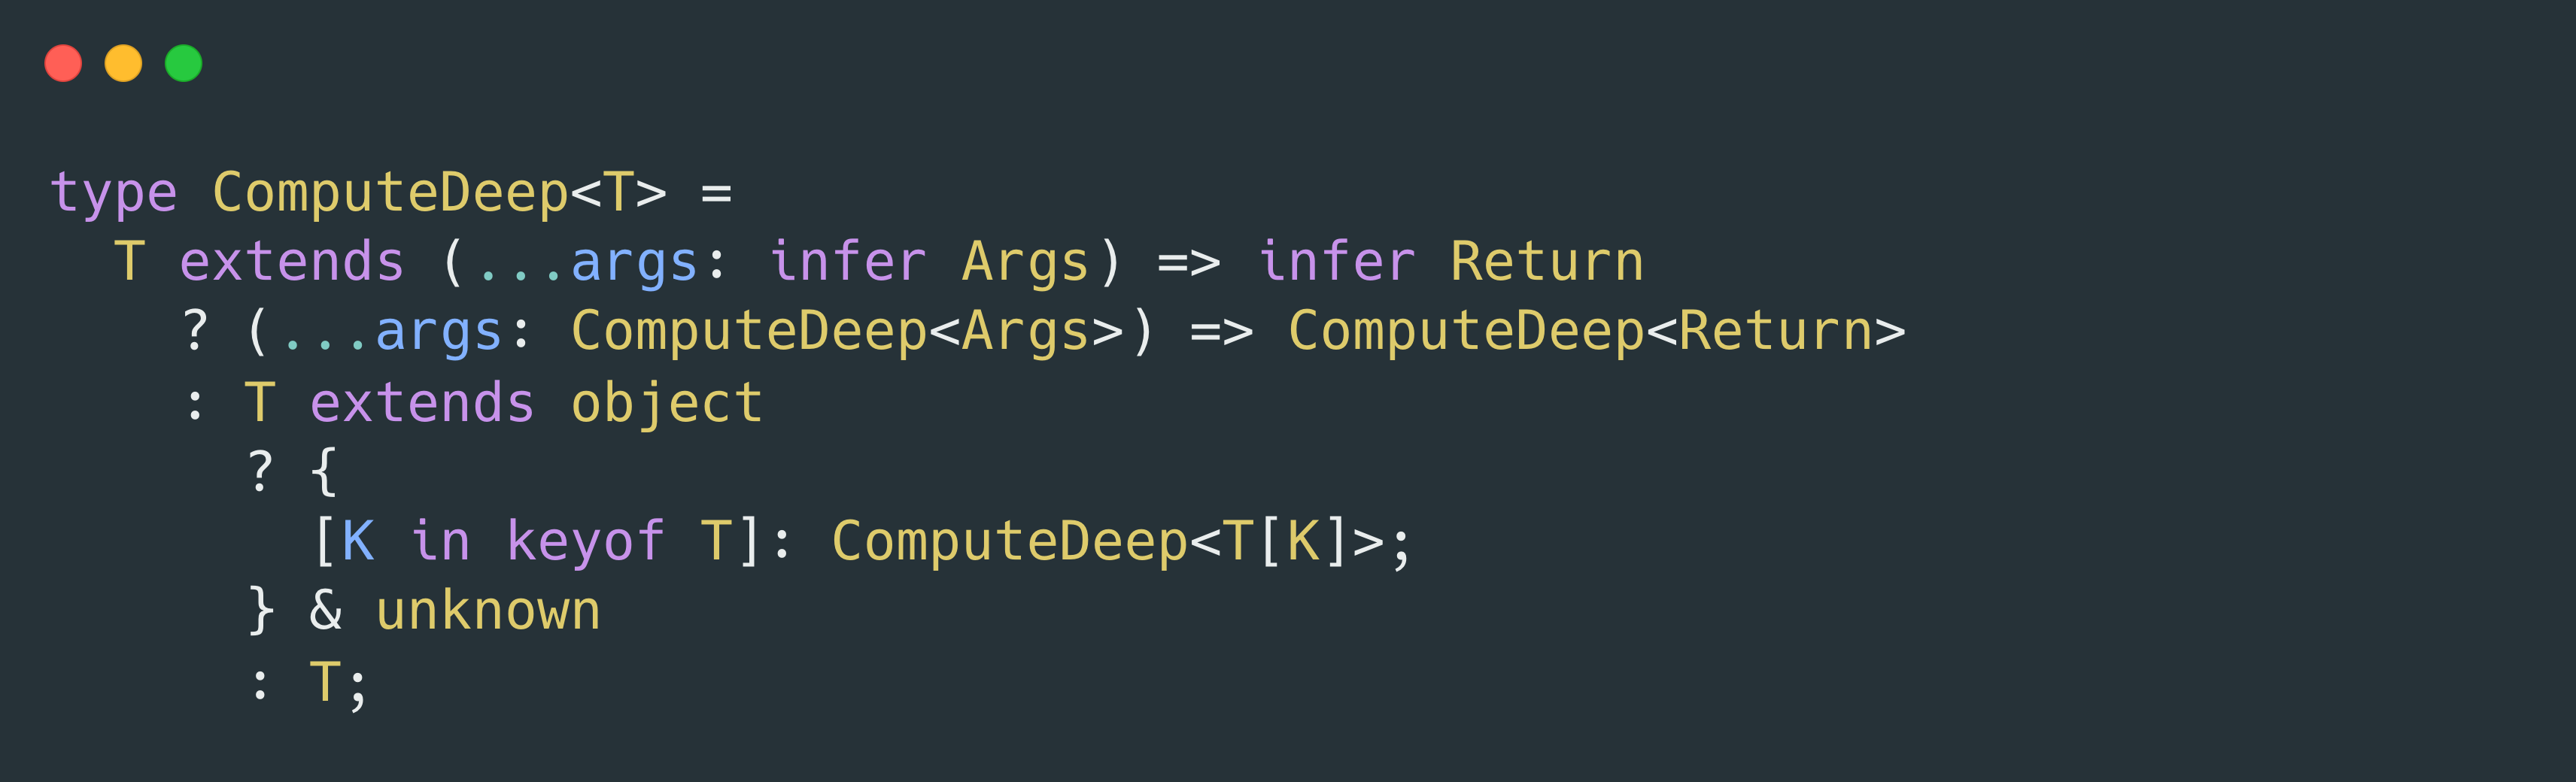 type ComputeDeep<T> =
  T extends (...args: infer Args) => infer Return
    ? (...args: ComputeDeep<Args>) => ComputeDeep<Return>
    : T extends object
      ? {
        [K in keyof T]: ComputeDeep<T[K]>;
      } & unknown
      : T;